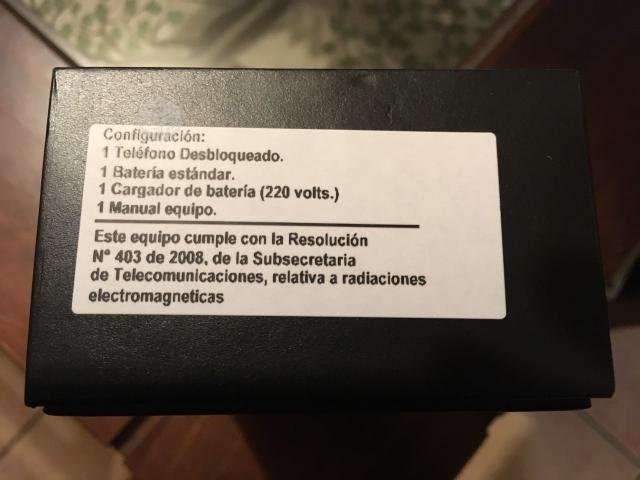 Configuración:
1 Teléfono Desbloqueado.
1 Batería estándar.
1 Cargador de batería (220 volts.)
1 Manual equipo.
Este equipo cumple con la Resolución
N° 403 de 2008, de la Subsecretaria
de Telecomunicaciones, relativa a radiaciones
electromagneticas